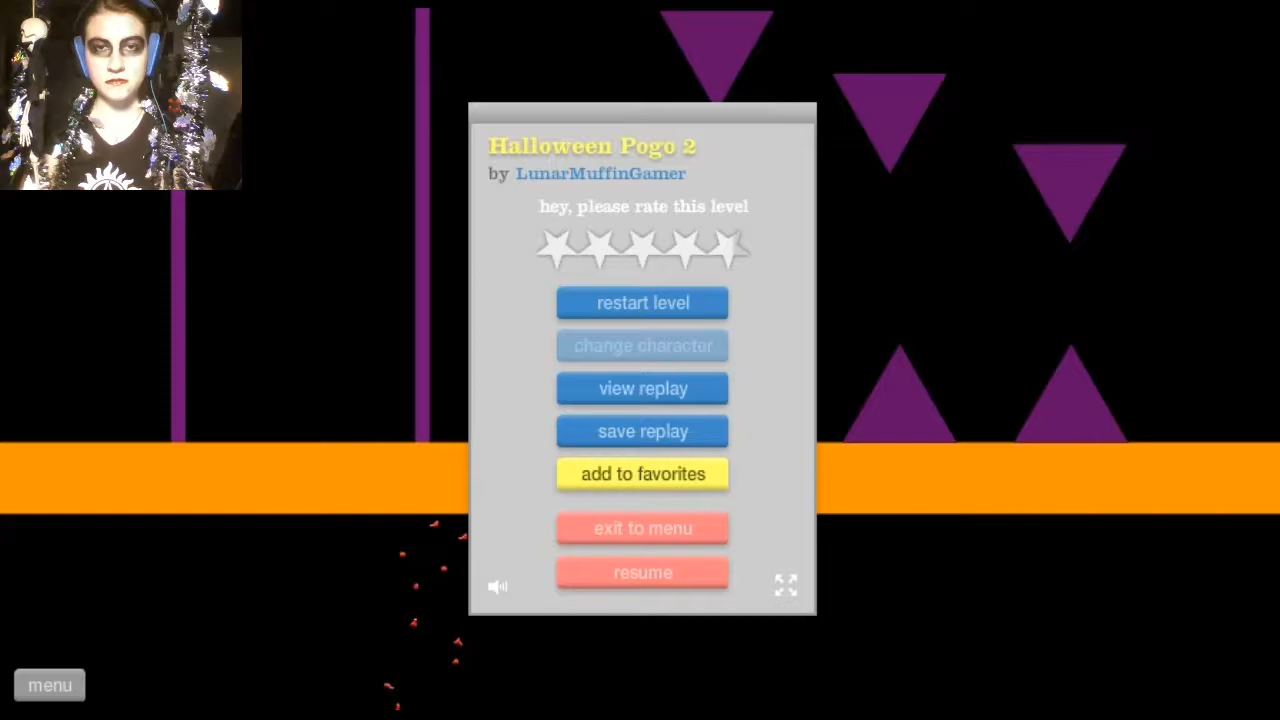 Halloween Pogo 2
by LunarMuffinGamer
hey, please rate this level
restart level
change character
view replay
save replay
add to favorites
exit to menu
resume
menu